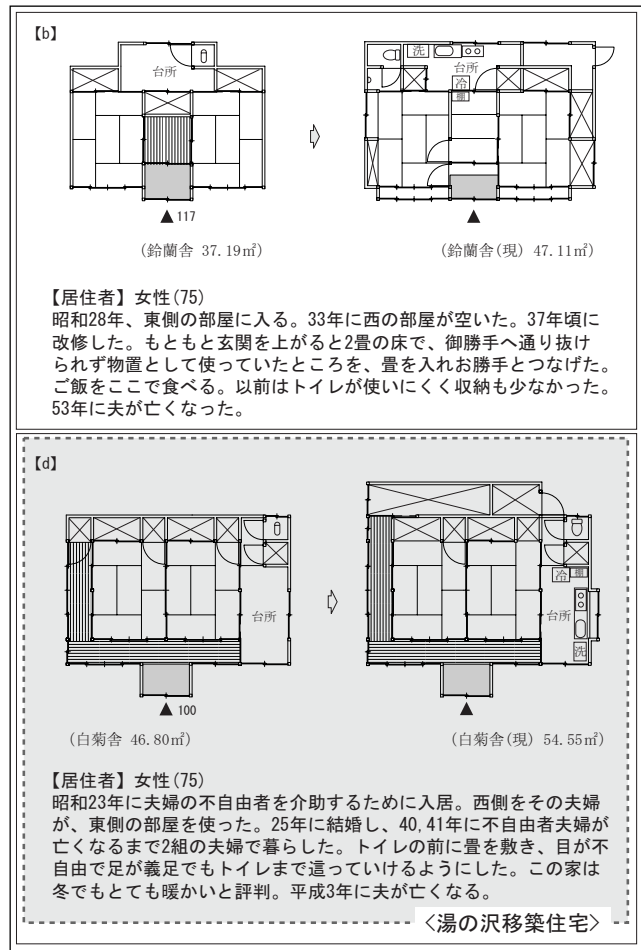 【b】
台所
洗
台所
冷
棚
▲ 117
▲
(鈴蘭舎 37.19㎡)
(鈴蘭舎(現) 47.11㎡)
【居住者】女性(75)
昭和28年、東側の部屋に入る。33年に西の部屋が空いた。37年頃に
改修した。もともと玄関を上がると2畳の床で、御勝手へ通り抜け
られず物置として使っていたところを、畳を入れお勝手とつなげた。
ご飯をここで食べる。以前はトイレが使いにくく収納も少なかった。
53年に夫が亡くなった。
【d】
台所
冷
棚
台所
洗
▲ 100
▲
(白菊舎 46.80㎡)
(白菊舎(現) 54.55㎡)
【居住者】女性(75)
昭和23年に夫婦の不自由者を介助するために入居。西側をその夫婦
が、東側の部屋を使った。25年に結婚し、40,41年に不自由者夫婦が
亡くなるまで2組の夫婦で暮らした。トイレの前に畳を敷き、目が不
自由で足が義足でもトイレまで這っていけるようにした。この家は
冬でもとても暖かいと評判。平成3年に夫が亡くなる。
〈湯の沢移築住宅〉